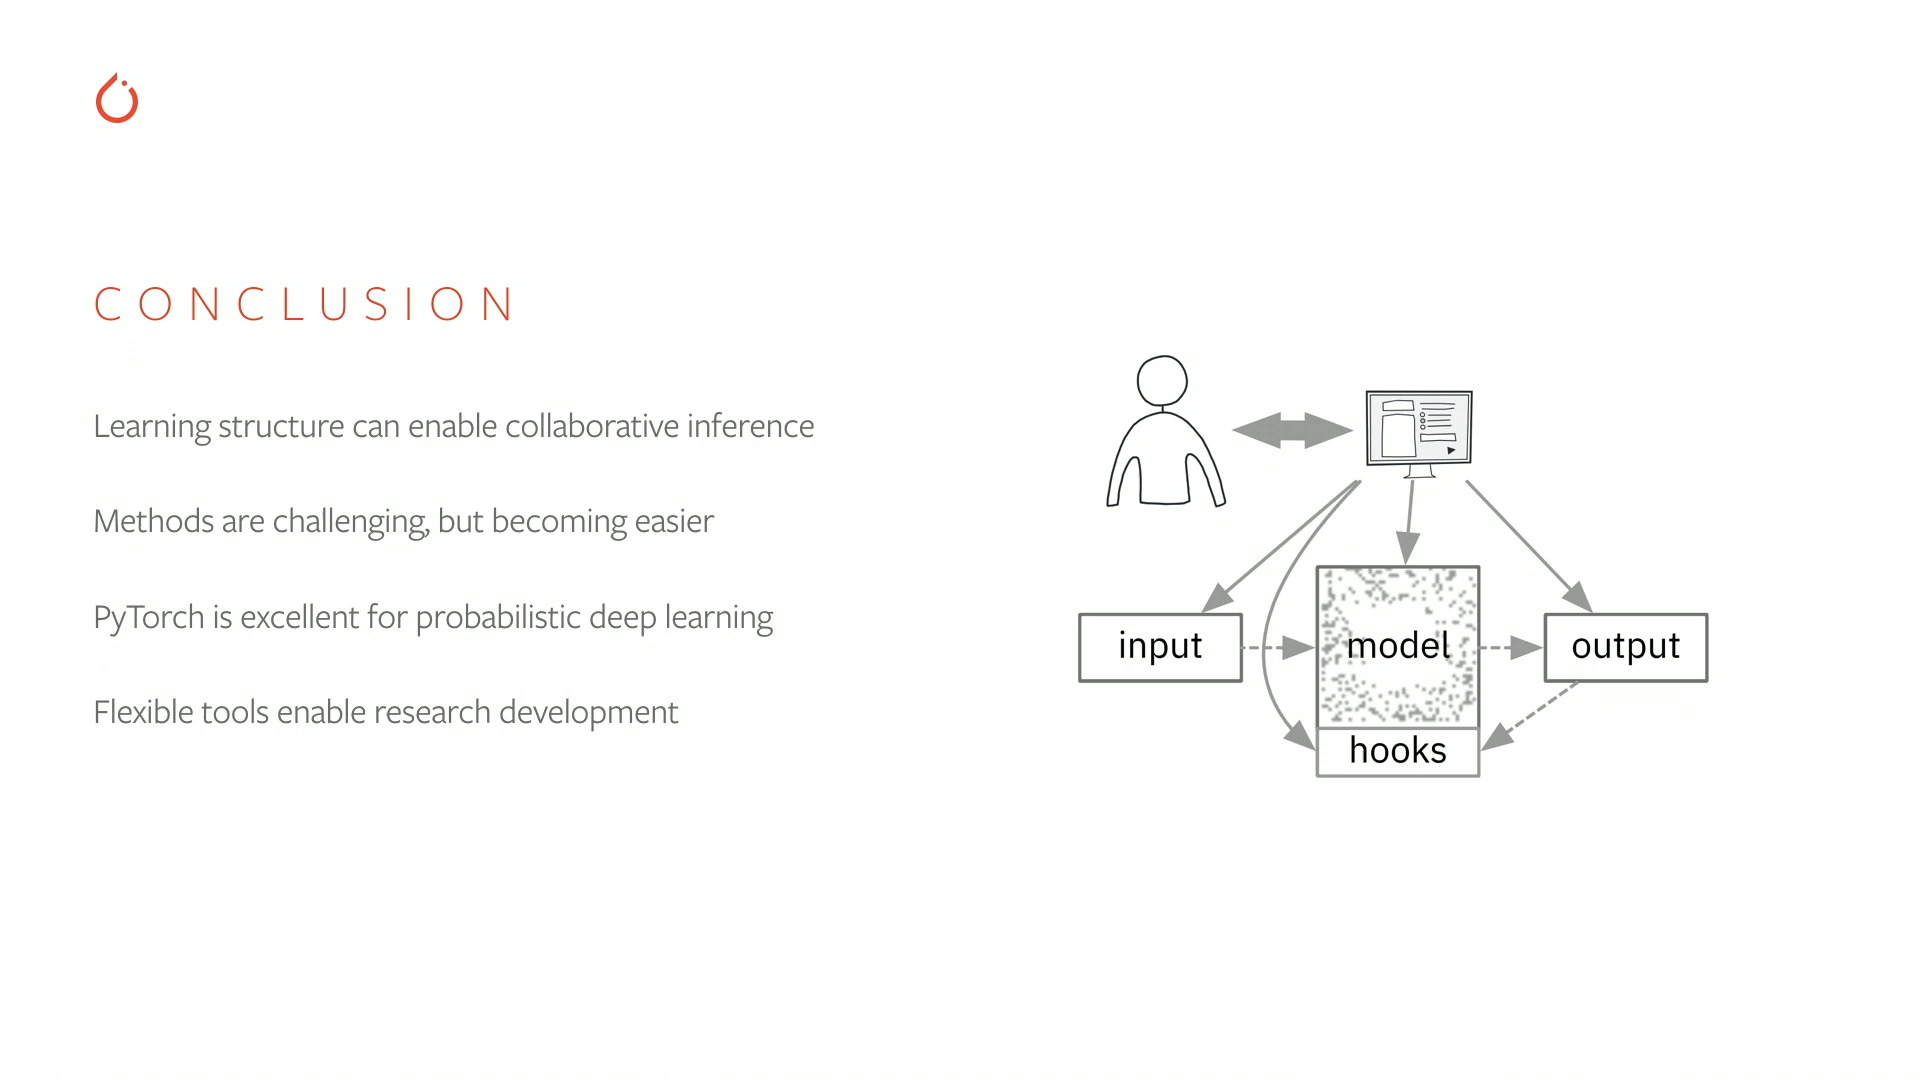 CONCLUSION
Learning structure can enable collaborative inference
Methods are challenging, but becoming easier
PyTorch is excellent for probabilistic deep learning
Flexible tools enable research development
input
model
output
hooks